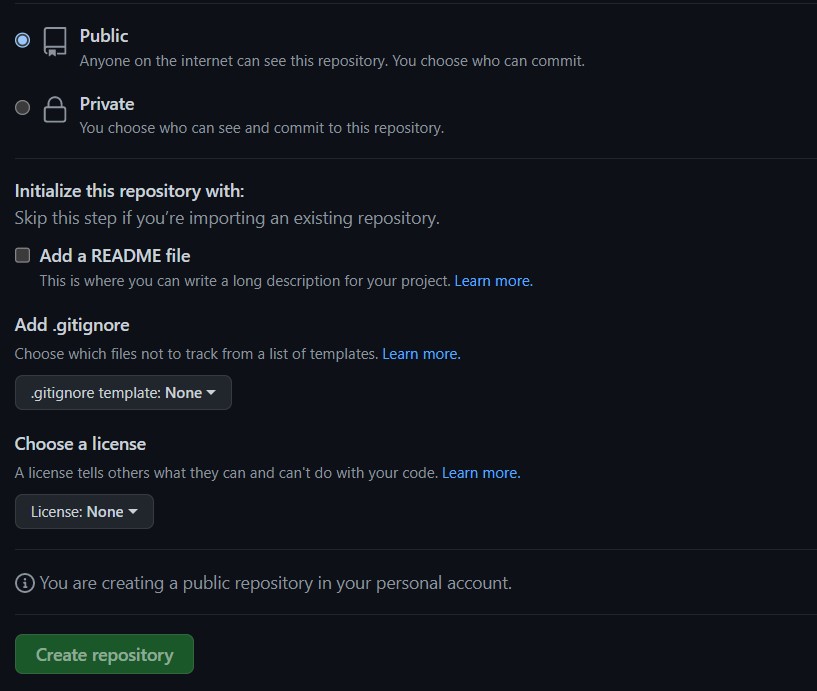 Public
Anyone on the internet can see this repository. You choose who can commit.
Private
You choose who can see and commit to this repository.
Initialize this repository with:
Skip this step if you’re importing an existing repository.
Add a README file
This is where you can write a long description for your project. Learn more.
Add .gitignore
Choose which files not to track from a list of templates. Learn more.
.gitignore template: None
Choose a license
A license tells others what they can and can't do with your code. Learn more.
License: None
You are creating a public repository in your personal account.
Create repository